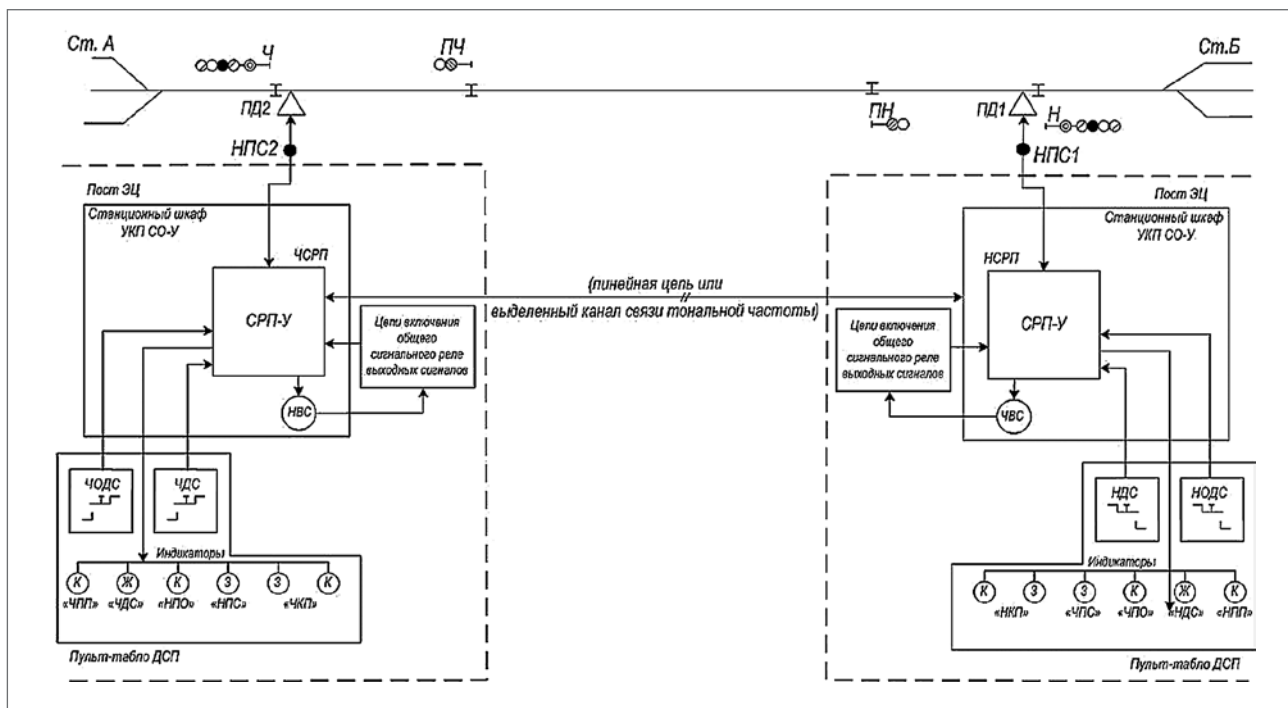 Ст. А
Ч
ПЧ
Ст.Б
ПД2
ПН
ПД1
Н
НПС2
НПС1
Пост ЭЦ
Станционный шкаф
УКП СО-У
ЧСРП
СРП-У
НВС
(линейная цепь или
выделенный канал связи тональной частоты)
Цепи включения
общего
сигнального реле
выходных сигналов
Пост ЭЦ
Станционный шкаф
УКП СО-У
НСРП
СРП-У
ЧВС
Цепи включения
общего
сигнального реле
выходных сигналов
ЧОДС
ЧДС
Индикаторы
К Ж К З З К
«ЧПП» «ЧДС» «НПО» «НПС» «ЧКП»
Пульт-табло ДСП
НДС
НОДС
Индикаторы
К З З К Ж К
«НКП» «ЧПС» «ЧПО» «НДС» «НПП»
Пульт-табло ДСП